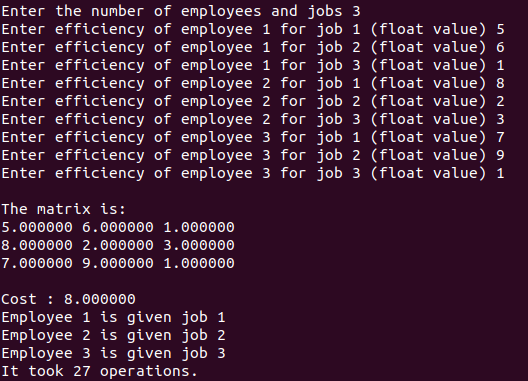 Enter the number of employees and jobs 3
Enter efficiency of employee 1 for job 1 (float value) 5
Enter efficiency of employee 1 for job 2 (float value) 6
Enter efficiency of employee 1 for job 3 (float value) 1
Enter efficiency of employee 2 for job 1 (float value) 8
Enter efficiency of employee 2 for job 2 (float value) 2
Enter efficiency of employee 2 for job 3 (float value) 3
Enter efficiency of employee 3 for job 1 (float value) 7
Enter efficiency of employee 3 for job 2 (float value) 9
Enter efficiency of employee 3 for job 3 (float value) 1
The matrix is:
5.000000 6.000000 1.000000
8.000000 2.000000 3.000000
7.000000 9.000000 1.000000
Cost : 8.000000
Employee 1 is given job 1
Employee 2 is given job 2
Employee 3 is given job 3
It took 27 operations.